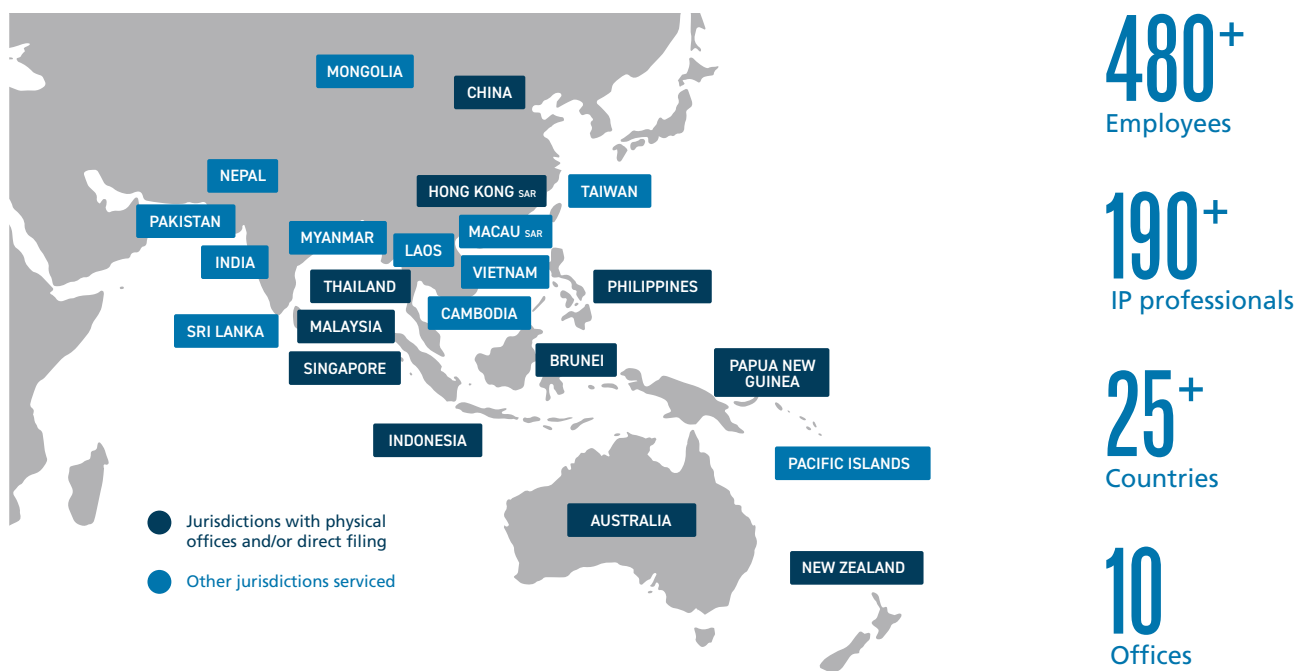 MONGOLIA
CHINA
NEPAL
HONG KONG SAR
TAIWAN
PAKISTAN
MYANMAR
LAOS
MACAU SAR
INDIA
VIETNAM
THAILAND
PHILIPPINES
SRI LANKA
MALAYSIA
CAMBODIA
SINGAPORE
BRUNEI
PAPUA NEW
GUINEA
INDONESIA
PACIFIC ISLANDS
AUSTRALIA
NEW ZEALAND
Jurisdictions with physical
offices and/or direct filing
Other jurisdictions serviced
480+
Employees
190+
IP professionals
25+
Countries
10
Offices